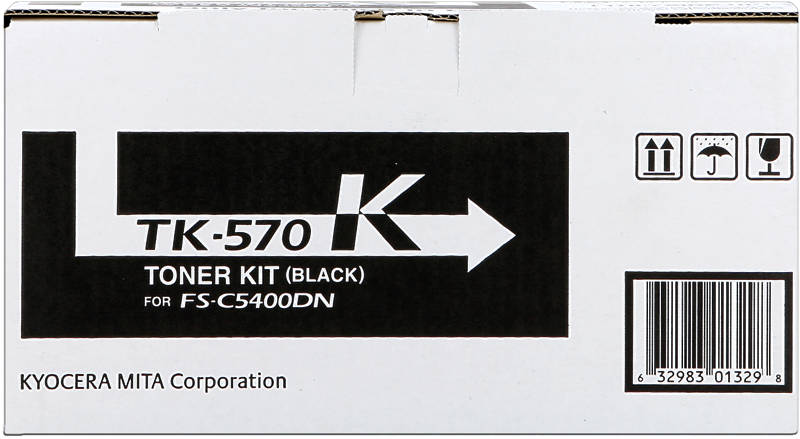 TK-570 K
TONER KIT (BLACK)
FOR FS-C5400DN
KYOCERA MITA Corporation
6 32983 01329 8